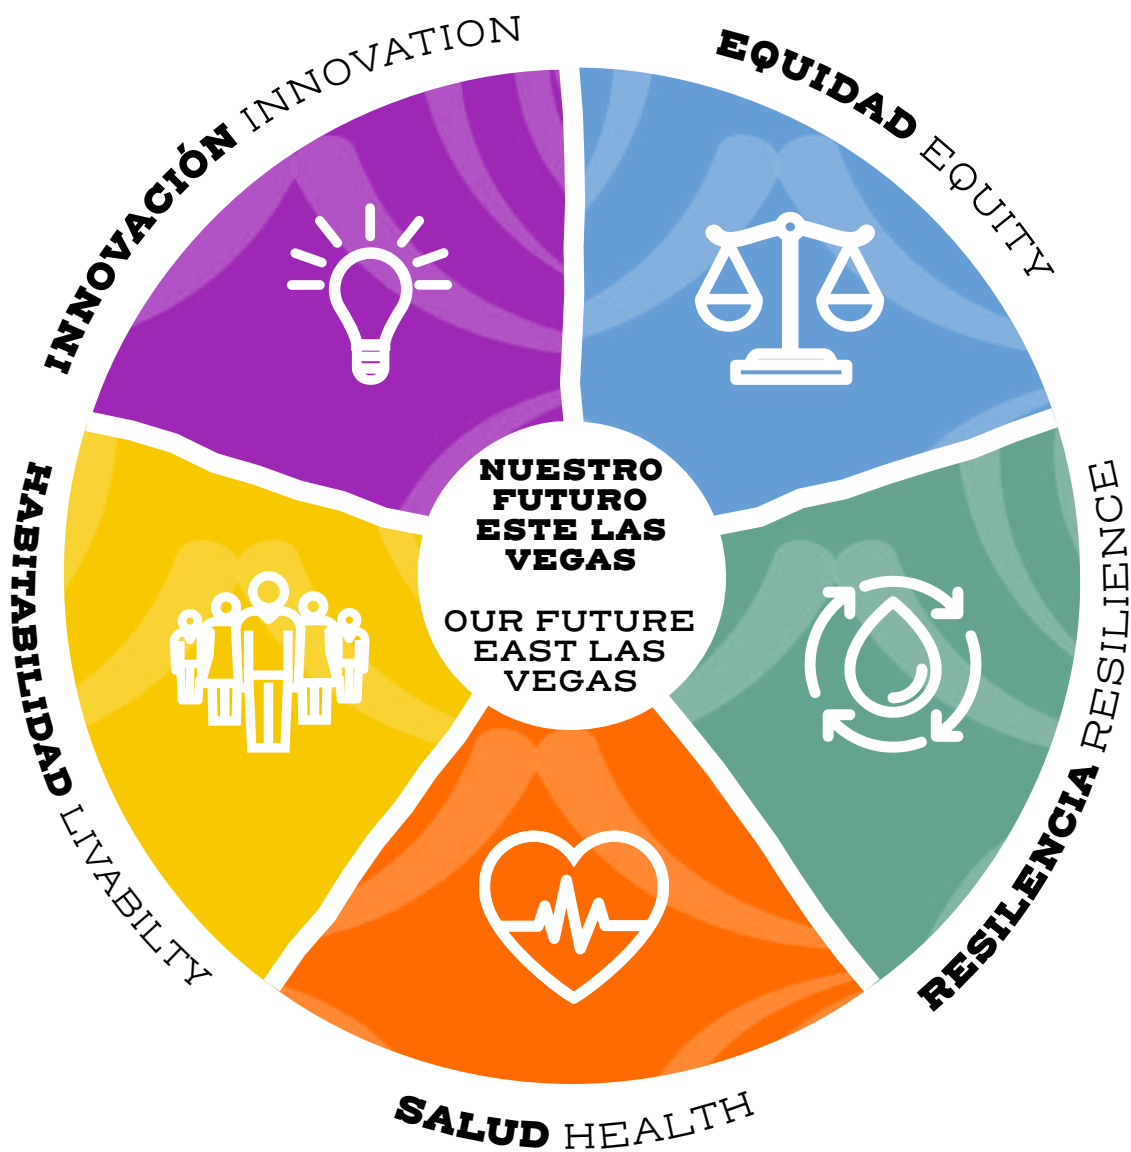 INNOVACIÓN INNOVATION
EQUIDAD EQUITY
HABITABILIDAD LIVABILTY
RESILENCIA RESILIENCE
NUESTRO
FUTURO
ESTE LAS
VEGAS
OUR FUTURE
EAST LAS
VEGAS
SALUD HEALTH